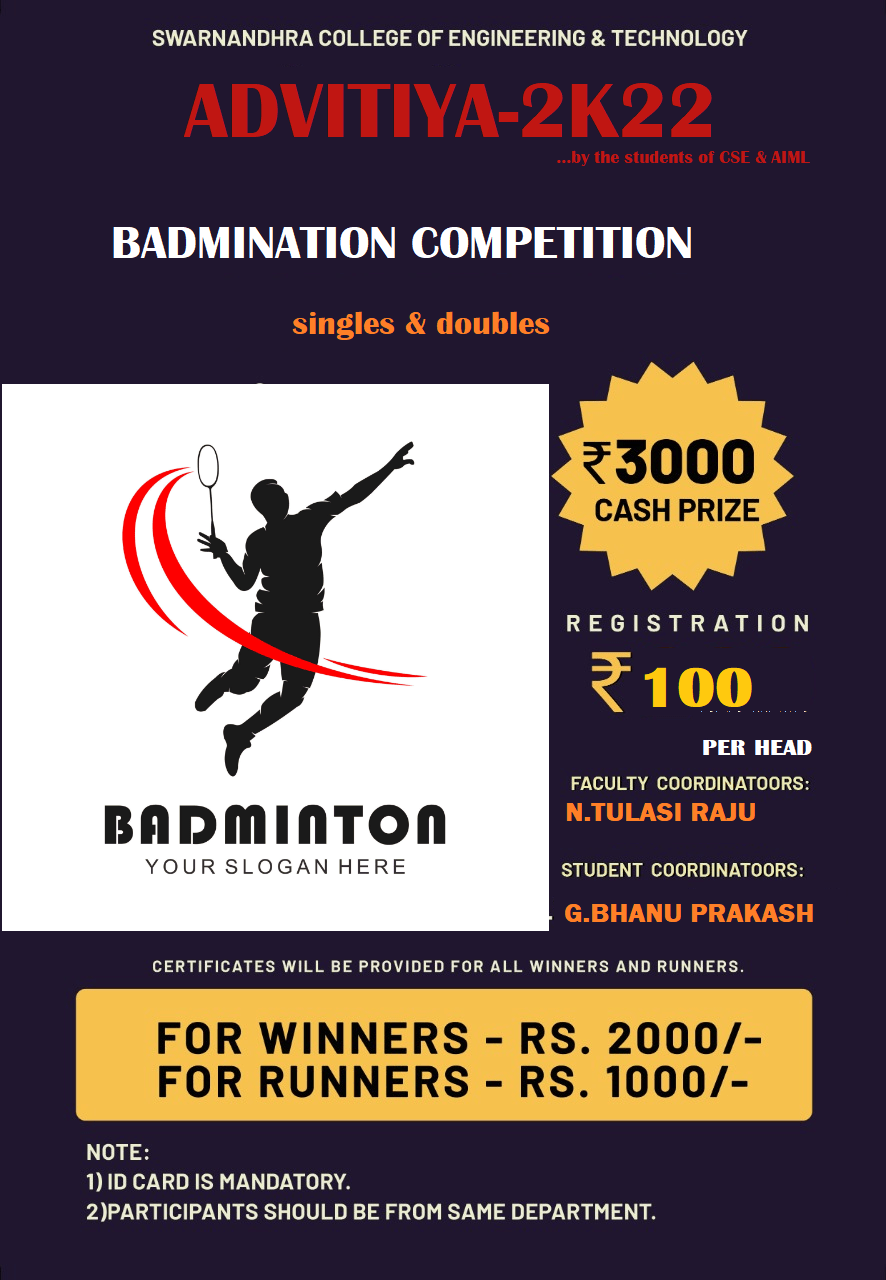 SWARNANDHRA COLLEGE OF ENGINEERING & TECHNOLOGY
ADVITIYA-2K22
...by the students of CSE & AIML
BADMINATION COMPETITION
singles & doubles
₹3000
CASH PRIZE
REGISTRATION
₹ 100
PER HEAD
FACULTY COORDINATOORS:
N.TULASI RAJU
STUDENT COORDINATOORS:
G.BHANU PRAKASH
BADMINTON
YOUR SLOGAN HERE
CERTIFICATES WILL BE PROVIDED FOR ALL WINNERS AND RUNNERS.
FOR WINNERS - RS. 2000/-
FOR RUNNERS - RS. 1000/-
NOTE:
1) ID CARD IS MANDATORY.
2)PARTICIPANTS SHOULD BE FROM SAME DEPARTMENT.